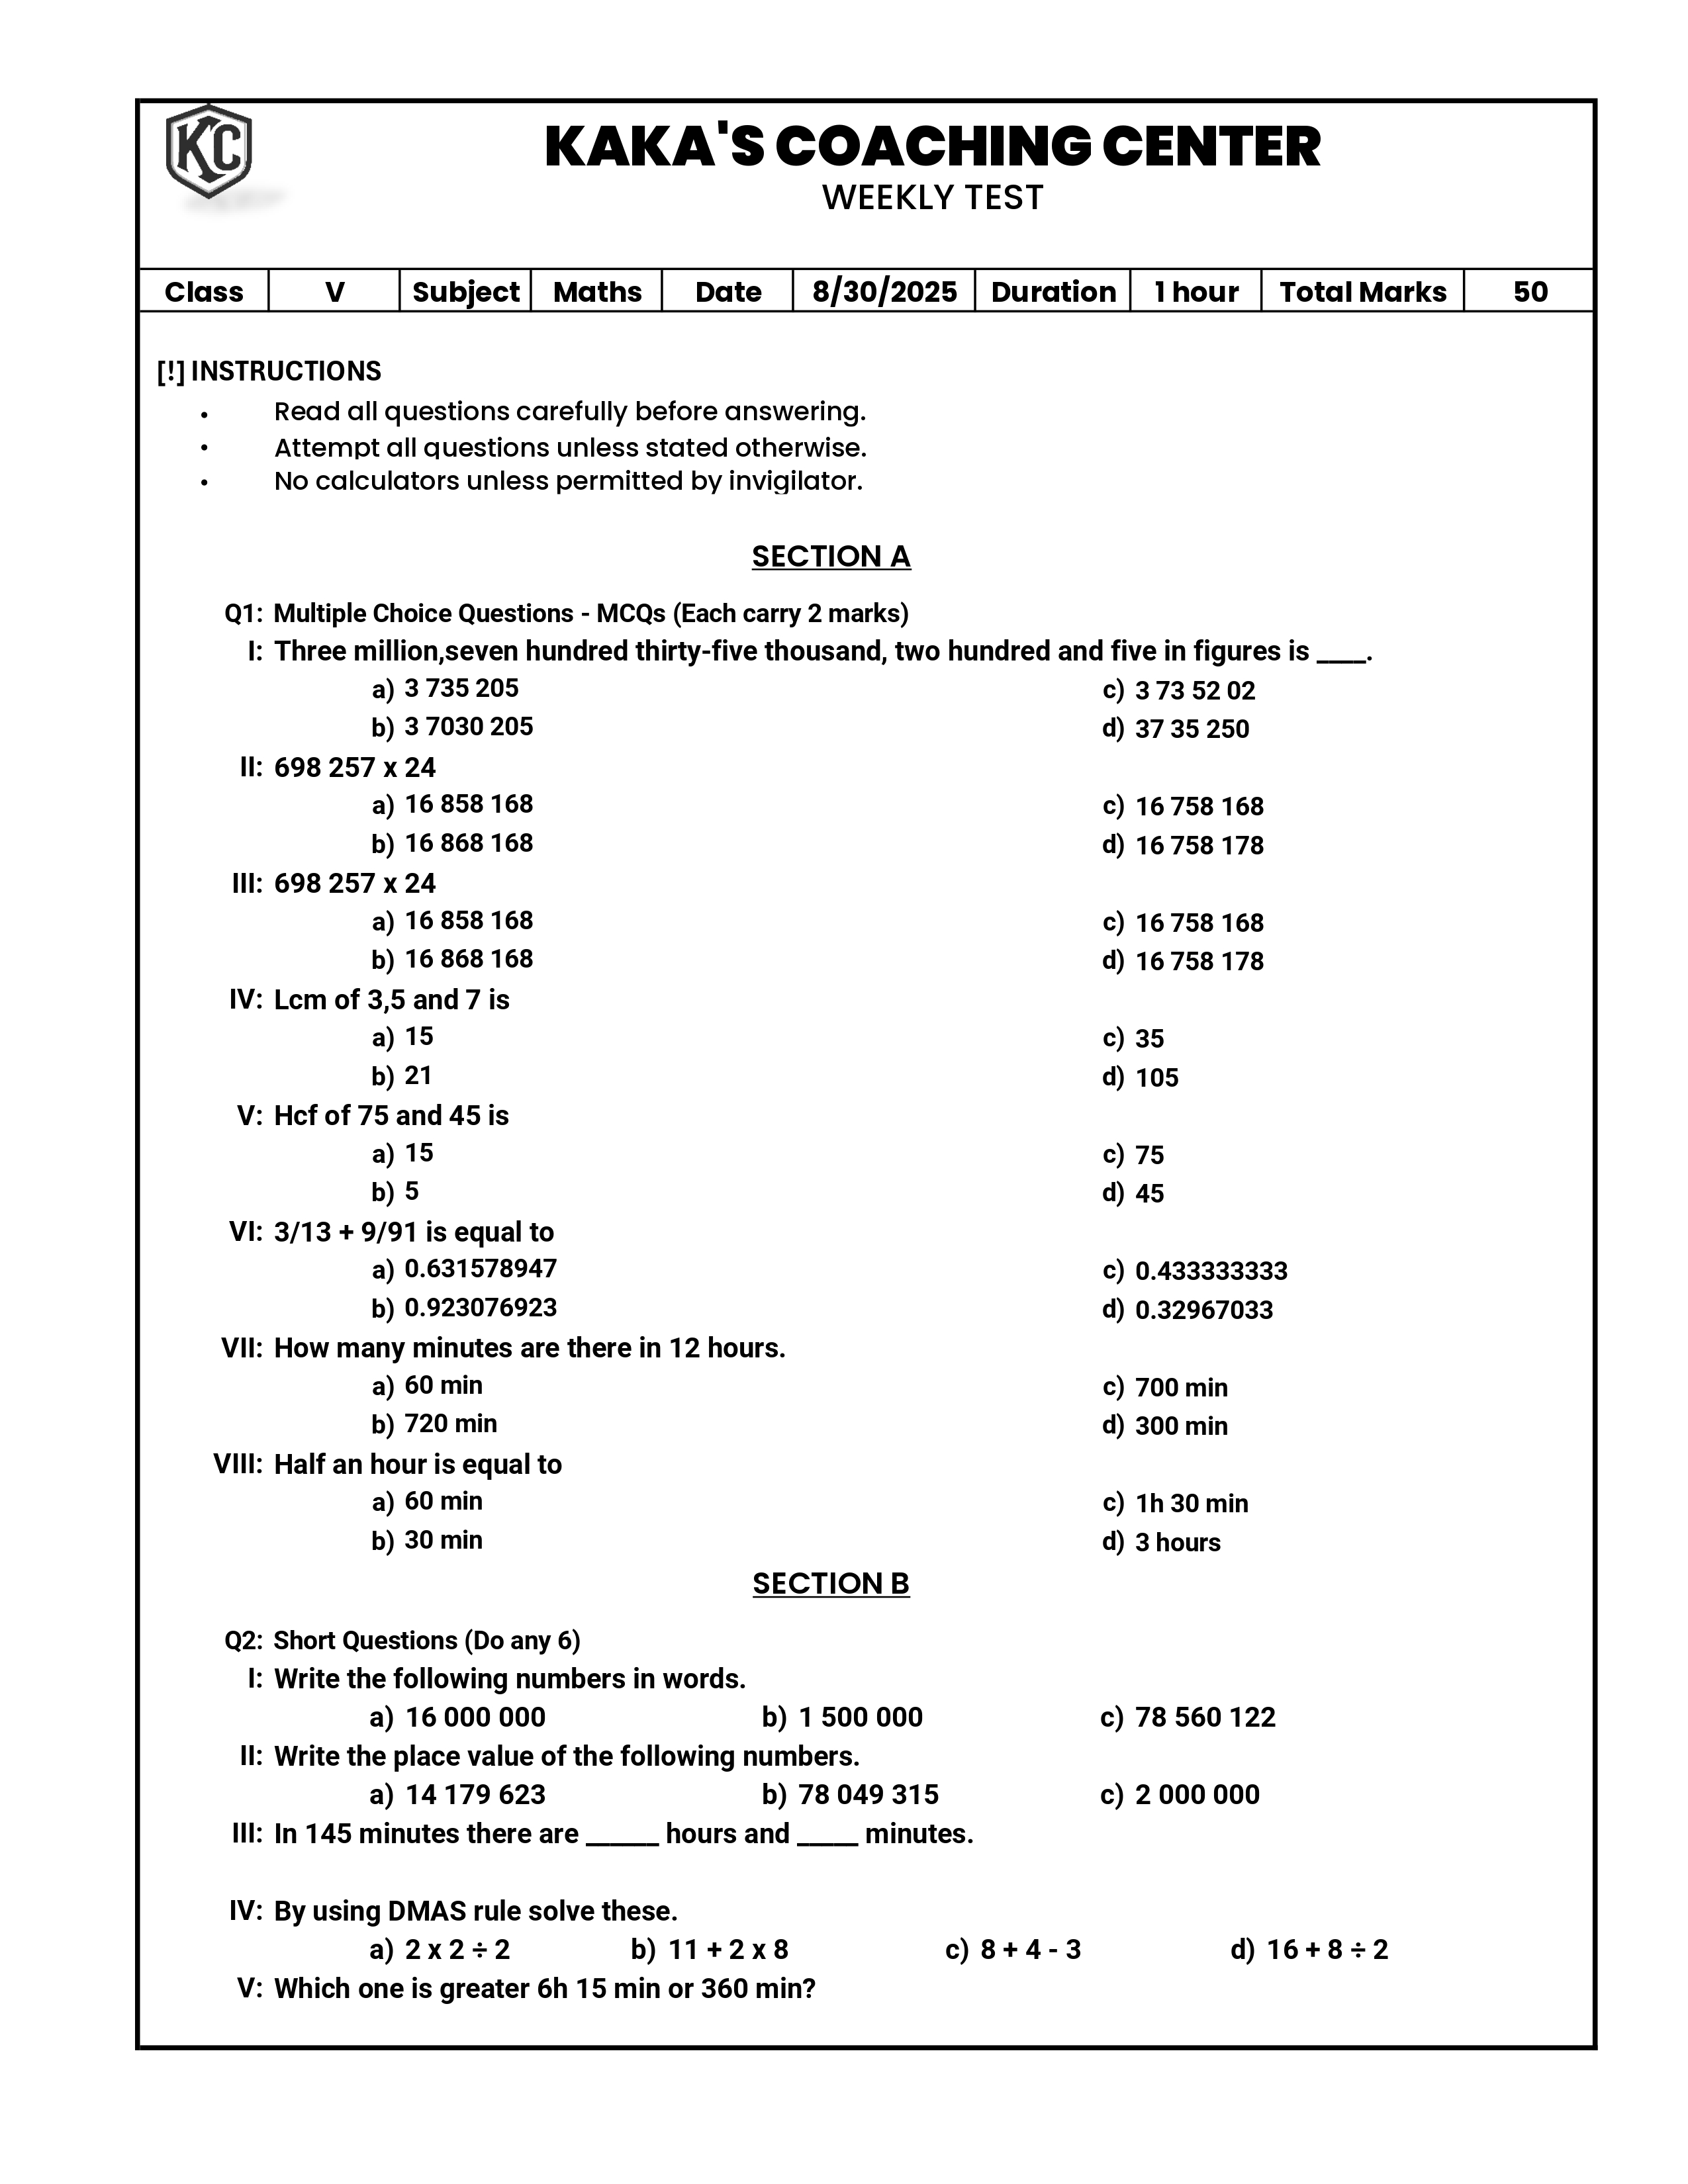 KC
KAKA'S COACHING CENTER
WEEKLY TEST
Class V Subject Maths Date 8/30/2025 Duration 1 hour Total Marks 50
[!] INSTRUCTIONS
• Read all questions carefully before answering.
• Attempt all questions unless stated otherwise.
• No calculators unless permitted by invigilator.
SECTION A
Q1: Multiple Choice Questions - MCQs (Each carry 2 marks)
I: Three million,seven hundred thirty-five thousand, two hundred and five in figures is ____.
a) 3 735 205 c) 3 73 52 02
b) 3 7030 205 d) 37 35 250
II: 698 257 x 24
a) 16 858 168 c) 16 758 168
b) 16 868 168 d) 16 758 178
III: 698 257 x 24
a) 16 858 168 c) 16 758 168
b) 16 868 168 d) 16 758 178
IV: Lcm of 3,5 and 7 is
a) 15 c) 35
b) 21 d) 105
V: Hcf of 75 and 45 is
a) 15 c) 75
b) 5 d) 45
VI: 3/13 + 9/91 is equal to
a) 0.631578947 c) 0.433333333
b) 0.923076923 d) 0.32967033
VII: How many minutes are there in 12 hours.
a) 60 min c) 700 min
b) 720 min d) 300 min
VIII: Half an hour is equal to
a) 60 min c) 1h 30 min
b) 30 min d) 3 hours
SECTION B
Q2: Short Questions (Do any 6)
I: Write the following numbers in words.
a) 16 000 000 b) 1 500 000 c) 78 560 122
II: Write the place value of the following numbers.
a) 14 179 623 b) 78 049 315 c) 2 000 000
III: In 145 minutes there are ______ hours and _____ minutes.
IV: By using DMAS rule solve these.
a) 2 x 2 ÷ 2 b) 11 + 2 x 8 c) 8 + 4 - 3 d) 16 + 8 ÷ 2
V: Which one is greater 6h 15 min or 360 min?